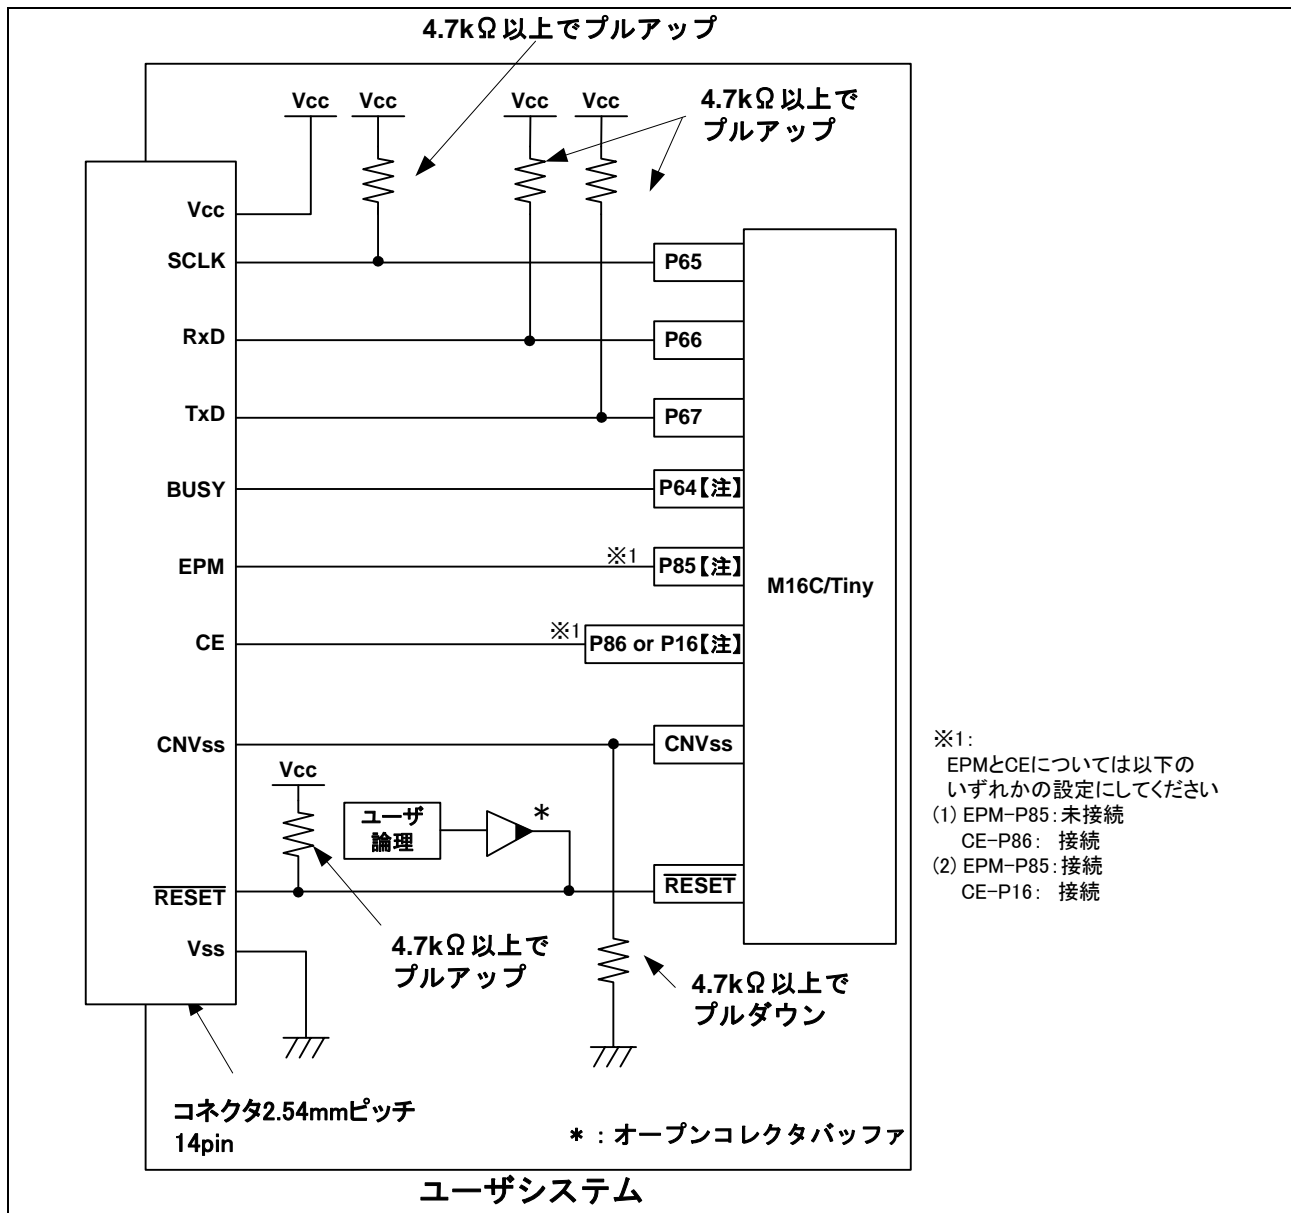 4.7kΩ以上でプルアップ
Vcc
Vcc
Vcc
Vcc
4.7kΩ以上で
プルアップ
Vcc
SCLK
P65
RxD
P66
TxD
P67
BUSY
P64【注】
EPM
※1
P85【注】
M16C/Tiny
CE
※1
P86 or P16【注】
CNVss
CNVss
Vcc
ユーザ
論理
*
RESET
RESET
Vss
4.7kΩ以上で
プルアップ
4.7kΩ以上で
プルダウン
コネクタ2.54mmピッチ
14pin
* : オープンコレクタバッファ
ユーザシステム
※1:
EPMとCEについては以下の
いずれかの設定にしてください
(1) EPM-P85:未接続
CE-P86: 接続
(2) EPM-P85:接続
CE-P16: 接続